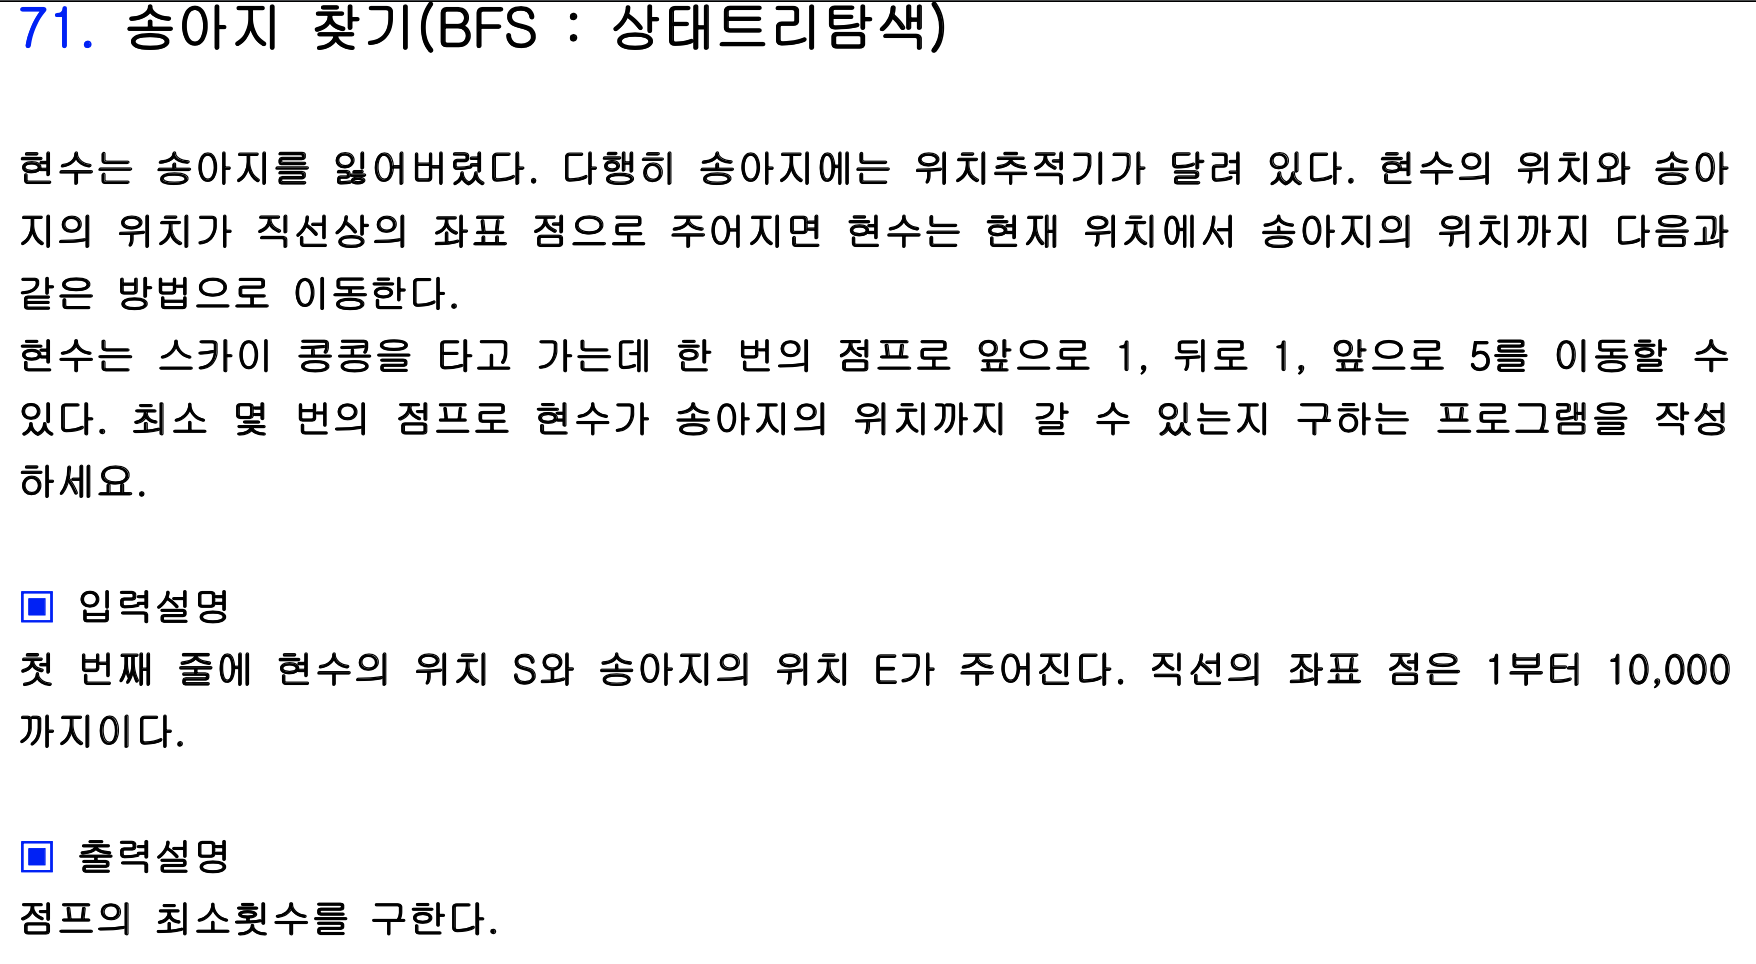 71. 송아지 찾기(BFS : 상태트리탐색)
현수는 송아지를 잃어버렸다. 다행히 송아지에는 위치추적기가 달려 있다. 현수의 위치와 송아
지의 위치가 직선상의 좌표 점으로 주어지면 현수는 현재 위치에서 송아지의 위치까지 다음과
같은 방법으로 이동한다.
현수는 스카이 콩콩을 타고 가는데 한 번의 점프로 앞으로 1, 뒤로 1, 앞으로 5를 이동할 수
있다. 최소 몇 번의 점프로 현수가 송아지의 위치까지 갈 수 있는지 구하는 프로그램을 작성
하세요.
▣ 입력설명
첫 번째 줄에 현수의 위치 S와 송아지의 위치 E가 주어진다. 직선의 좌표 점은 1부터 10,000
까지이다.
▣ 출력설명
점프의 최소횟수를 구한다.